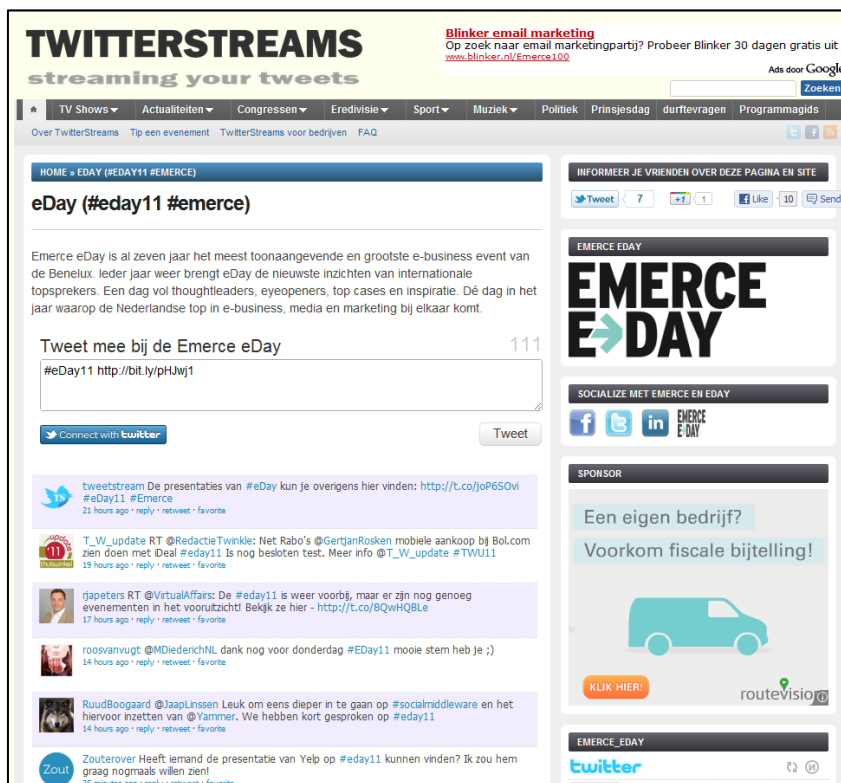 TWITTERSTREAMS
streaming your tweets
Blinker email marketing
Op zoek naar email marketingpartij? Probeer Blinker 30 dagen gratis uit
www.blinker.nl/Emerce100
Ads door Google
Zoeken
TV Shows Actualiteiten Congressen Eredivisie Sport Muziek Politiek Prinsjesdag durftevragen Programmagids
Over TwitterStreams Tip een evenement TwitterStreams voor bedrijven FAQ
HOME » EDAY (#EDAY11 #EMERCE)
eDay (#eday11 #emerce)
Emerce eDay is al zeven jaar het meest toonaangevende en grootste e-business event van
de Benelux. Ieder jaar weer brengt eDay de nieuwste inzichten van internationale
topsprekers. Een dag vol thoughtleaders, eyeopeners, top cases en inspiratie. Dé dag in het
jaar waarop de Nederlandse top in e-business, media en marketing bij elkaar komt.
Tweet mee bij de Emerce eDay 111
#eDay11 http://bit.ly/pHJwj1
Connect with twitter
Tweet
TS
tweetstream De presentaties van #eDay kun je overigens hier vinden: http://t.co/joP6SOvi
#eDay11 #Emerce
21 hours ago · reply · retweet · favorite
update
11
thuiswinkel
T_W_update RT @RedactieTwinkle: Net Rabo's @GertjanRosken mobiele aankoop bij Bol.com
zien doen met iDeal #eday11 Is nog besloten test. Meer info @T_W_update #TWU11
19 hours ago · reply · retweet · favorite
rjapeters RT @VirtualAffairs: De #eday11 is weer voorbij, maar er zijn nog genoeg
evenementen in het vooruitzicht! Bekijk ze hier - http://t.co/8QwHQBLe
17 hours ago · reply · retweet · favorite
roosvanvugt @MDiederichNL dank nog voor donderdag #EDay11 mooie stem heb je ;)
14 hours ago · reply · retweet · favorite
RuudBoogaard @JaapLinssen Leuk om eens dieper in te gaan op #socialmiddleware en het
hiervoor inzetten van @Yammer. We hebben kort gesproken op #eday11
14 hours ago · reply · retweet · favorite
Zout
Zouterover Heeft iemand de presentatie van Yelp op #eday11 kunnen vinden? Ik zou hem
graag nogmaals willen zien!
INFORMEER JE VRIENDEN OVER DEZE PAGINA EN SITE
Tweet 7 +1 1 Like 10 Send
EMERCE EDAY
EMERCE
E DAY
SOCIALIZE MET EMERCE EN EDAY
f t in EMERCE
E DAY
SPONSOR
Een eigen bedrijf?
Voorkom fiscale bijtelling!
KLIK HIER!
routevision
EMERCE_EDAY
twitter